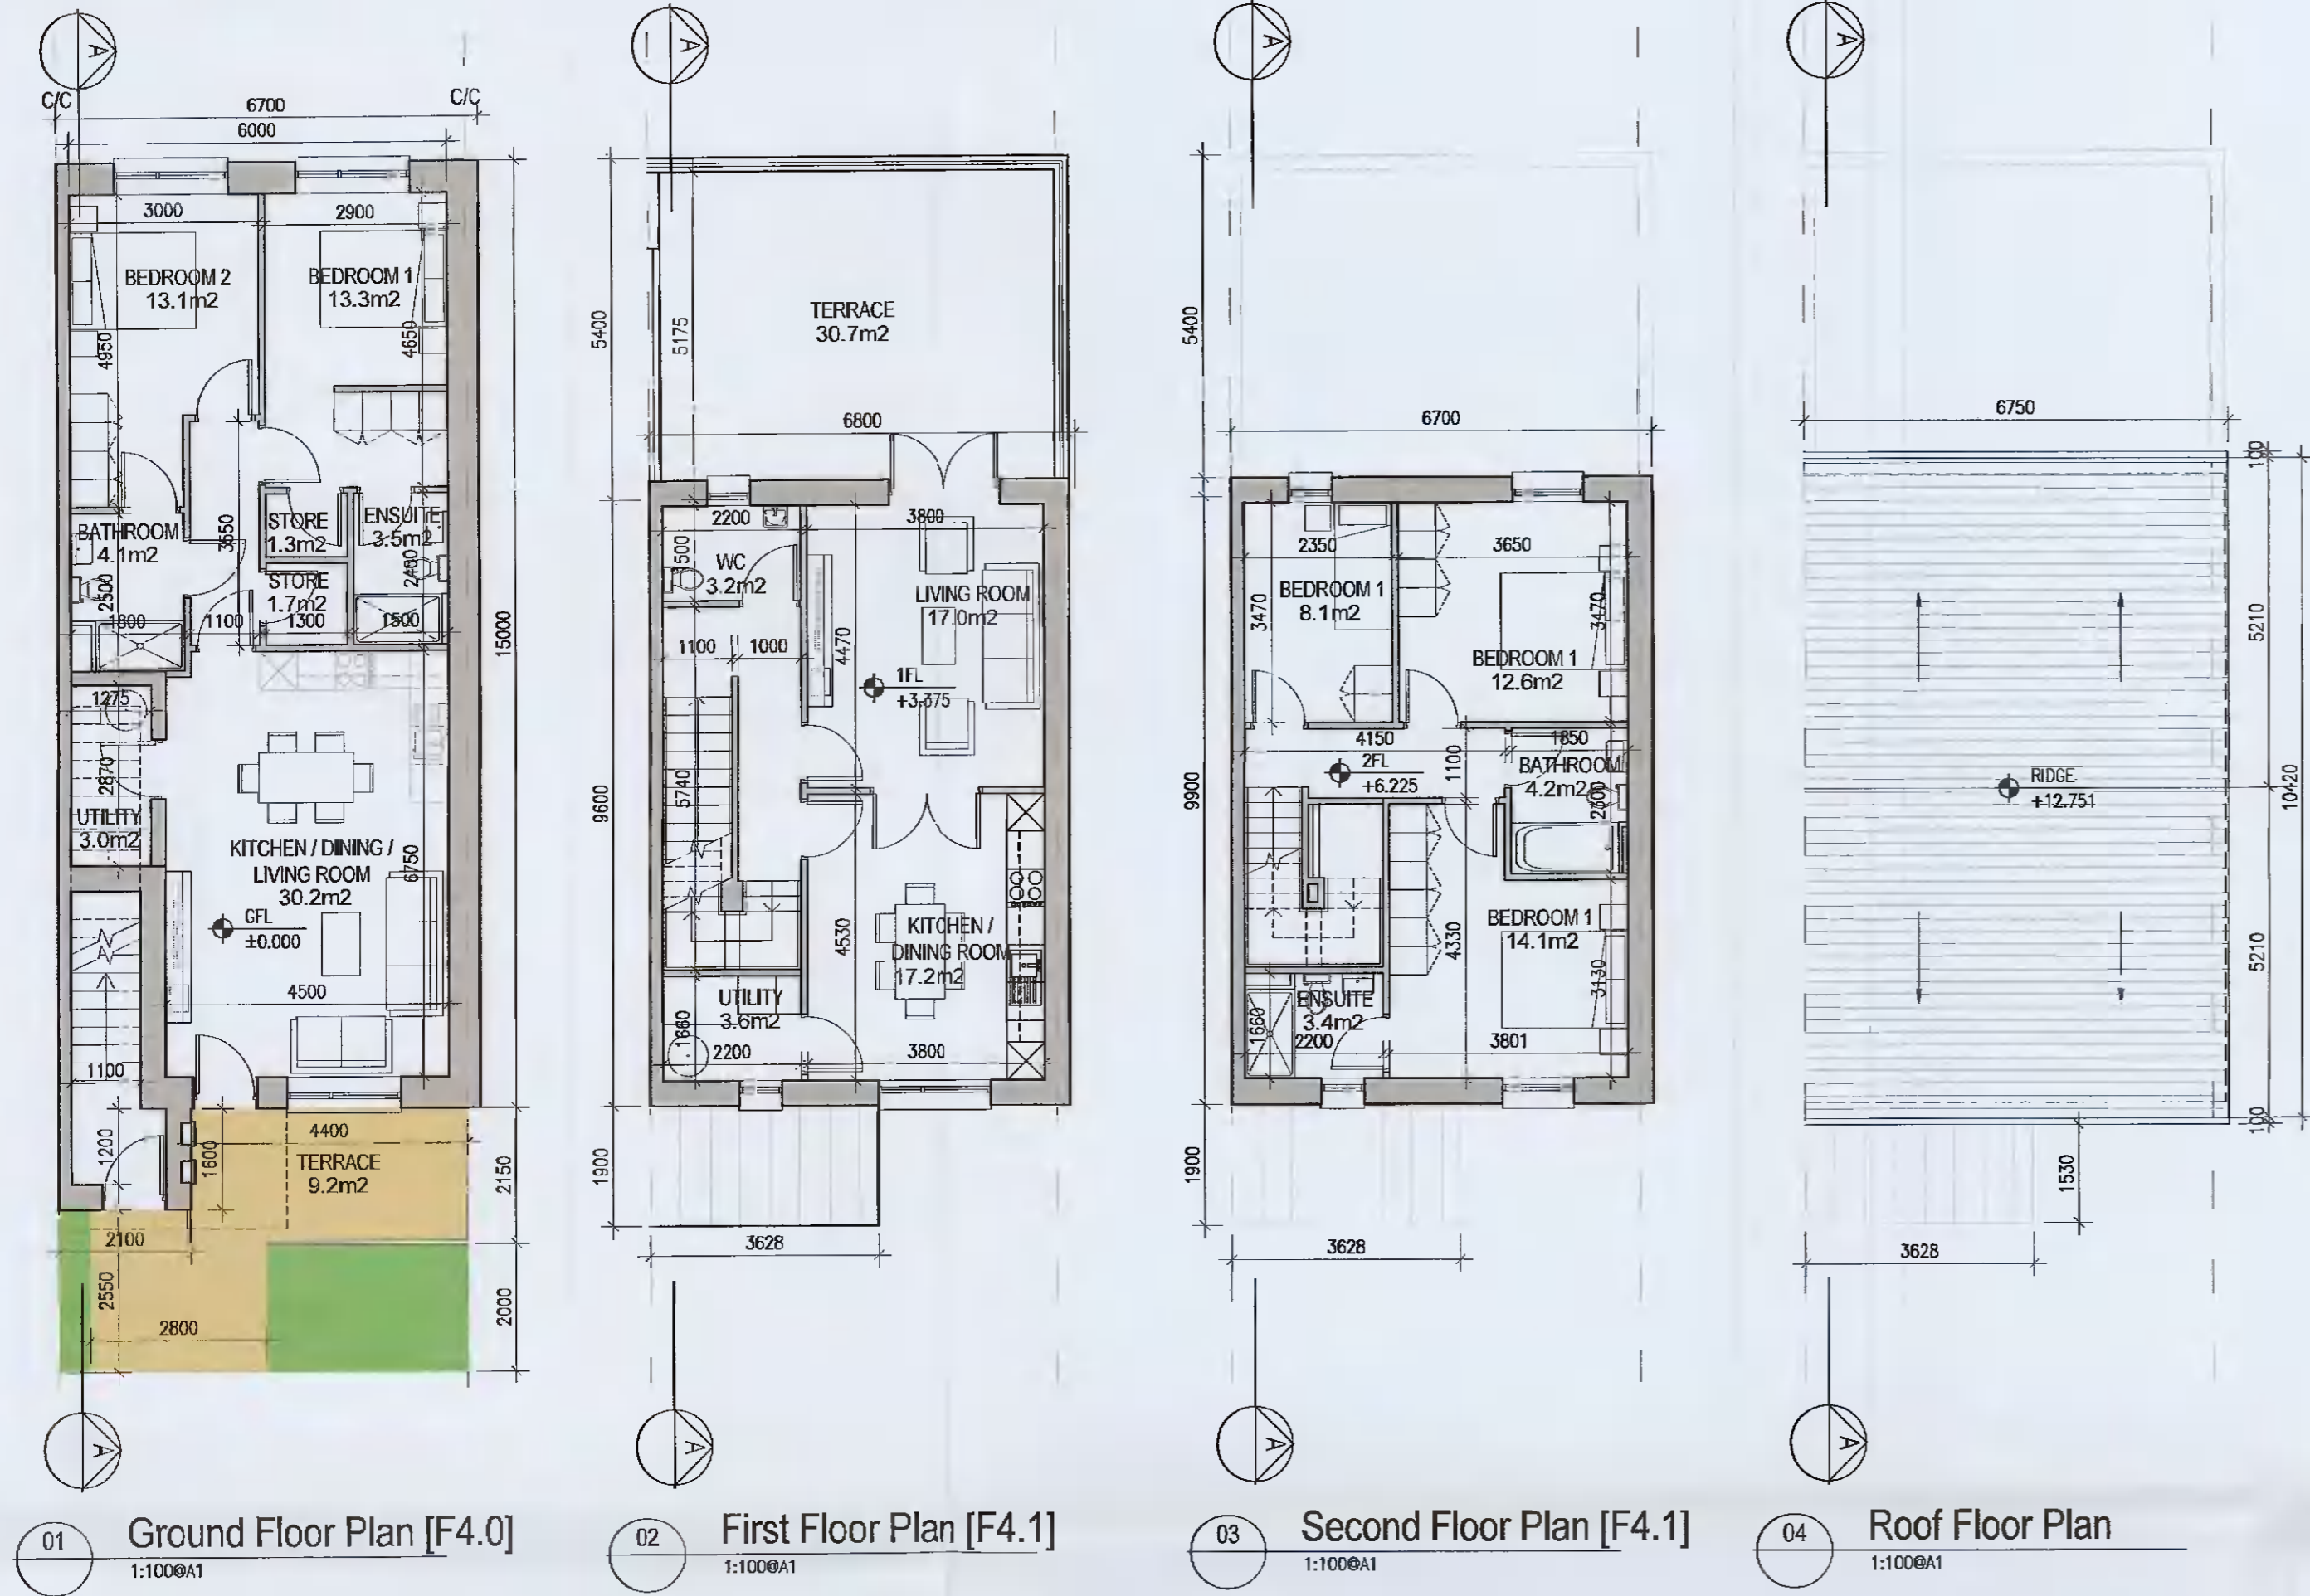 A
C/C
6700
C/C
6000
3000
2900
BEDROOM 2
13.1m2
BEDROOM 1
13.3m2
4950
4650
BATHROOM
4.1m2
3550
STORE
1.3m2
ENSUITE
3.5m2
2500
STORE
1.7m2
2400
1800
1100
1300
1500
15000
1275
2870
UTILITY
3.0m2
KITCHEN / DINING /
LIVING ROOM
30.2m2
6750
GFL
±0.000
4500
1100
1200
1600
4400
TERRACE
9.2m2
2150
2100
2550
2800
2000
A
01
Ground Floor Plan [F4.0]
1:100@A1
A
5400
5175
TERRACE
30.7m2
6800
2200
3800
1500
WC
3.2m2
LIVING ROOM
17.0m2
1100
1000
4470
1FL
+3.375
5740
9600
4530
KITCHEN /
DINING ROOM
17.2m2
UTILITY
3.6m2
1660
2200
3800
1900
3628
A
02
First Floor Plan [F4.1]
1:100@A1
A
5400
6700
2350
3650
BEDROOM 1
8.1m2
3470
3470
BEDROOM 1
12.6m2
4150
1850
2FL
+6.225
1100
BATHROOM
4.2m2
2300
9900
BEDROOM 1
14.1m2
4330
3130
ENSUITE
3.4m2
1660
2200
3801
1900
3628
A
03
Second Floor Plan [F4.1]
1:100@A1
A
6750
100
5210
RIDGE
+12.751
10420
5210
100
1530
3628
A
04
Roof Floor Plan
1:100@A1